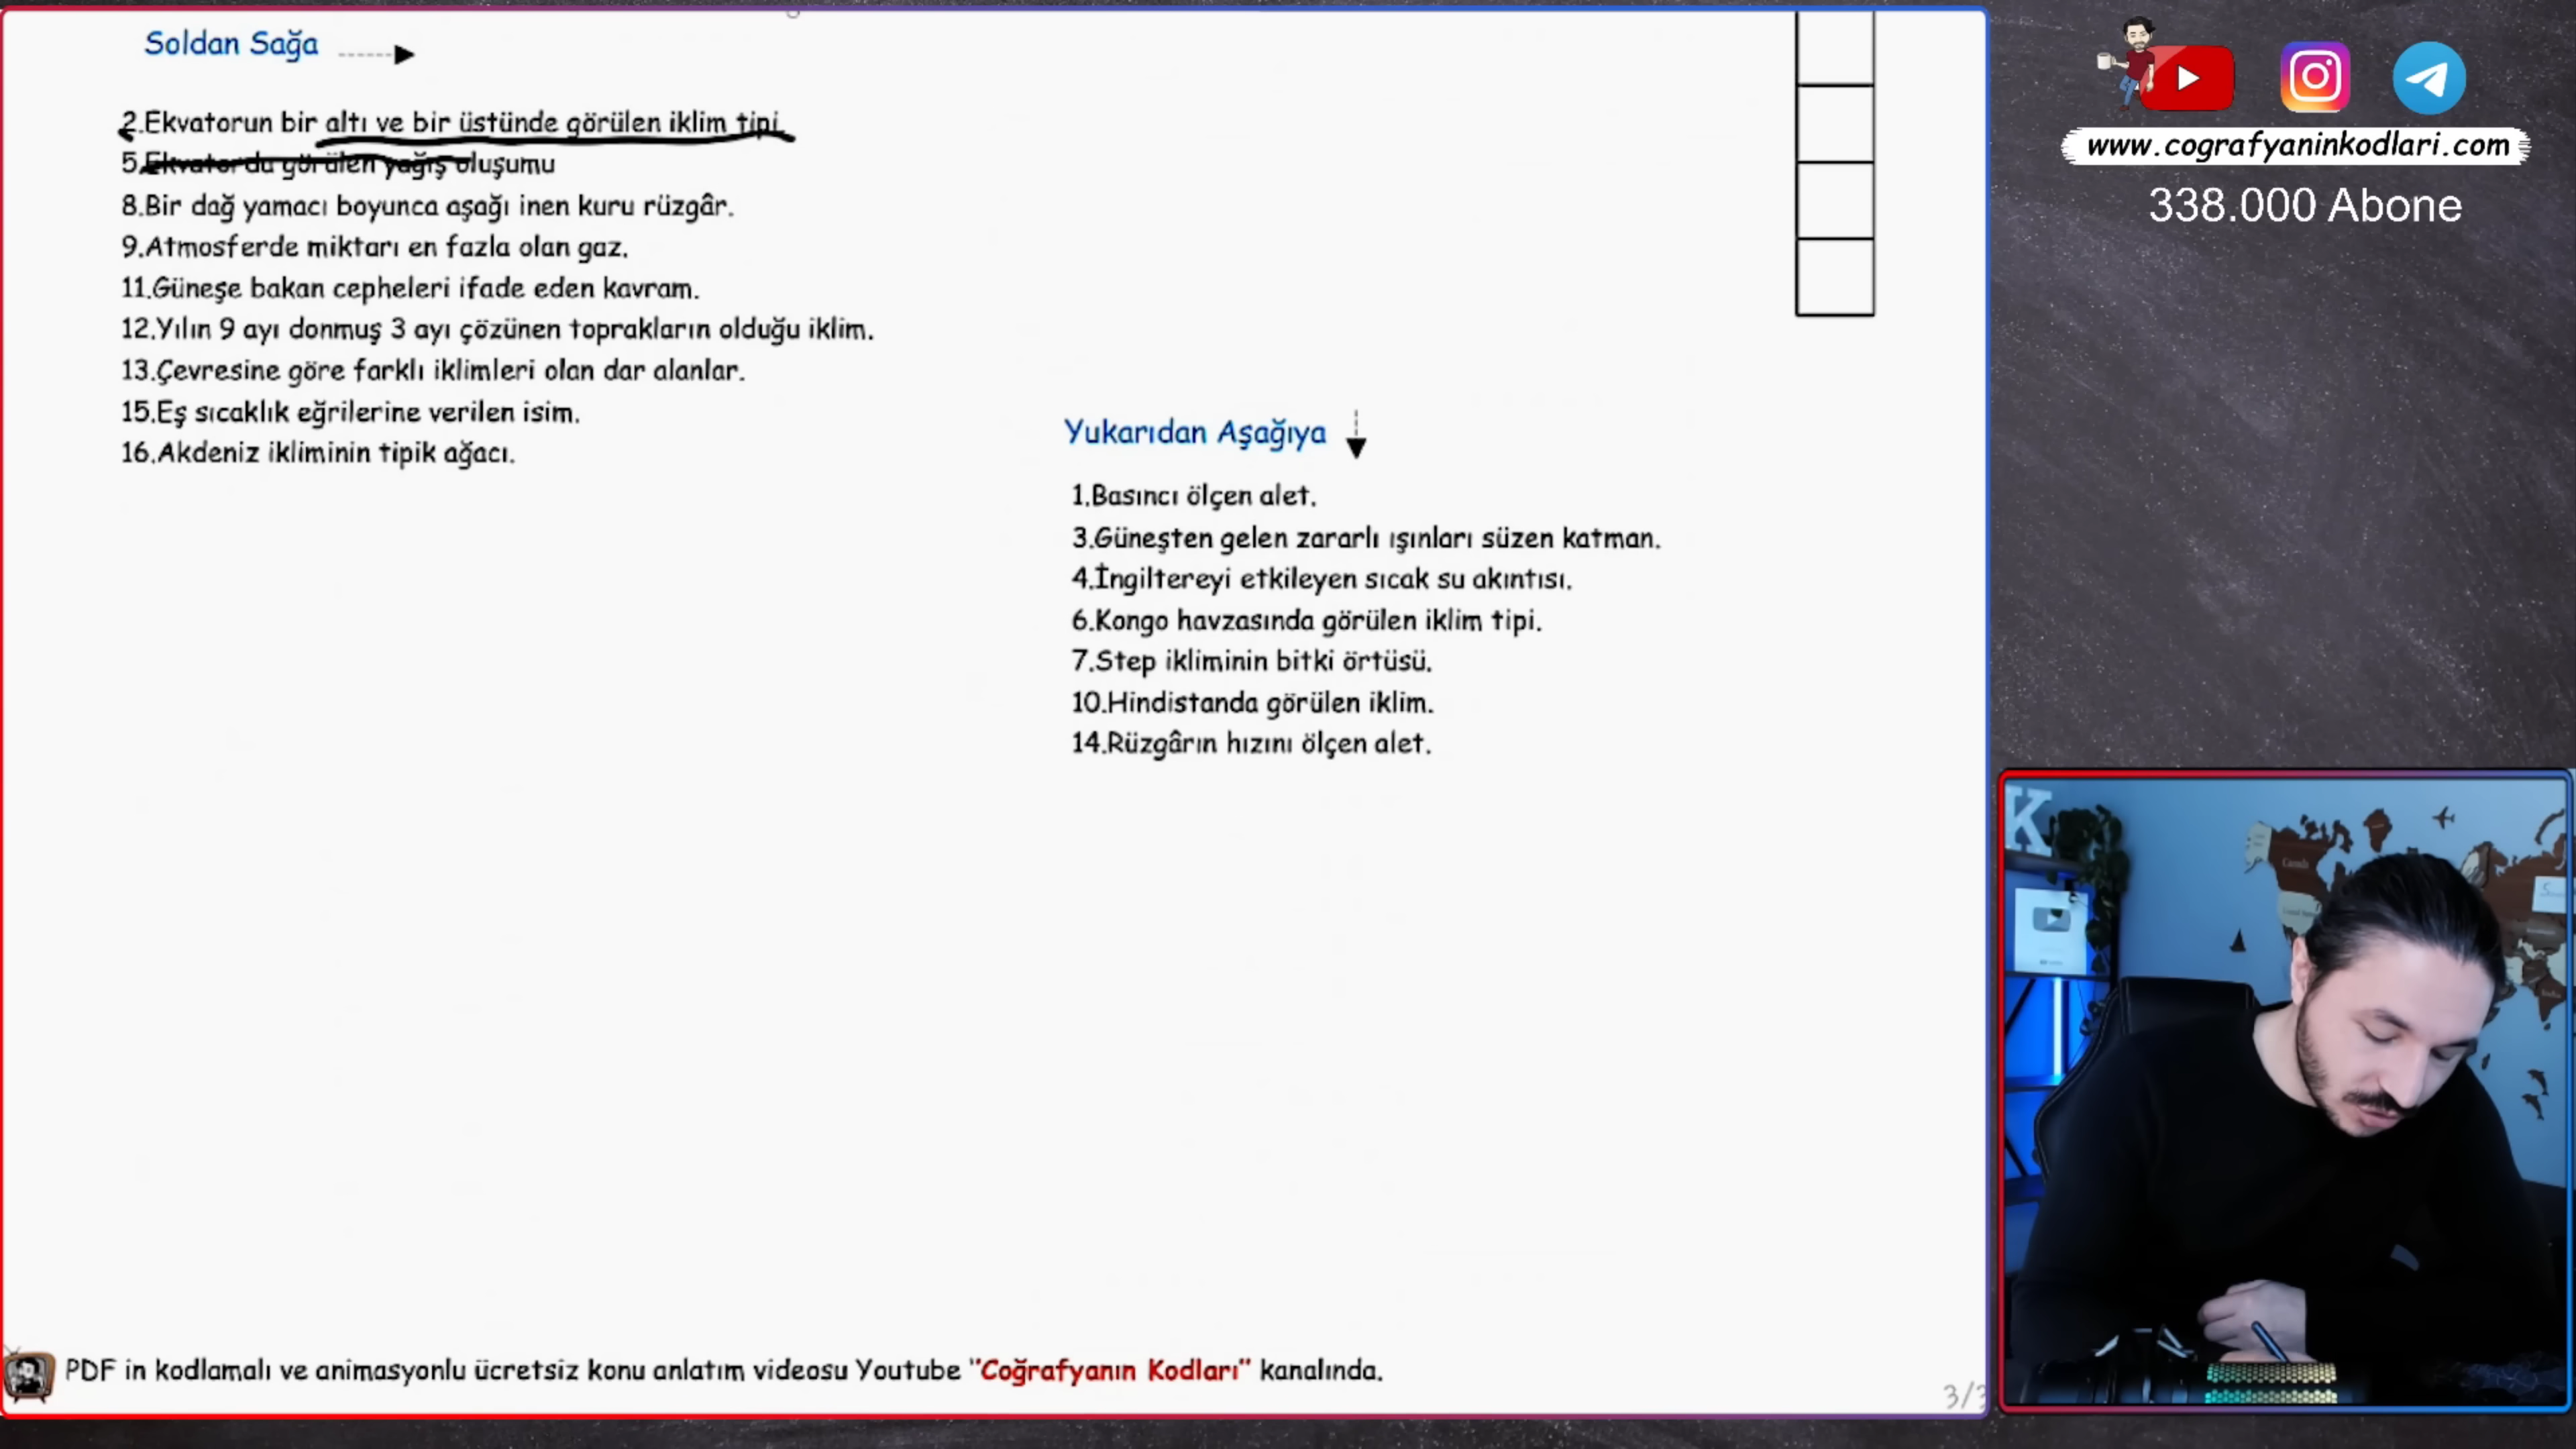 Soldan Sağa
2.Ekvatorun bir altı ve bir üstünde görülen iklim tipi
5.Ekvatorda görülen yağış oluşumu
8.Bir dağ yamacı boyunca aşağı inen kuru rüzgâr.
9.Atmosferde miktarı en fazla olan gaz.
11.Güneşe bakan cepheleri ifade eden kavram.
12.Yılın 9 ayı donmuş 3 ayı çözünen toprakların olduğu iklim.
13.Çevresine göre farklı iklimleri olan dar alanlar.
15.Eş sıcaklık eğrilerine verilen isim.
16.Akdeniz ikliminin tipik ağacı.
Yukarıdan Aşağıya
1.Basıncı ölçen alet.
3.Güneşten gelen zararlı ışınları süzen katman.
4.İngiltereyi etkileyen sıcak su akıntısı.
6.Kongo havzasında görülen iklim tipi.
7.Step ikliminin bitki örtüsü.
10.Hindistanda görülen iklim.
14.Rüzgârın hızını ölçen alet.
PDF in kodlamalı ve animasyonlu ücretsiz konu anlatım videosu Youtube "Coğrafyanın Kodları" kanalında.
3/3
www.cografyaninkodlari.com
338.000 Abone
K
Canada